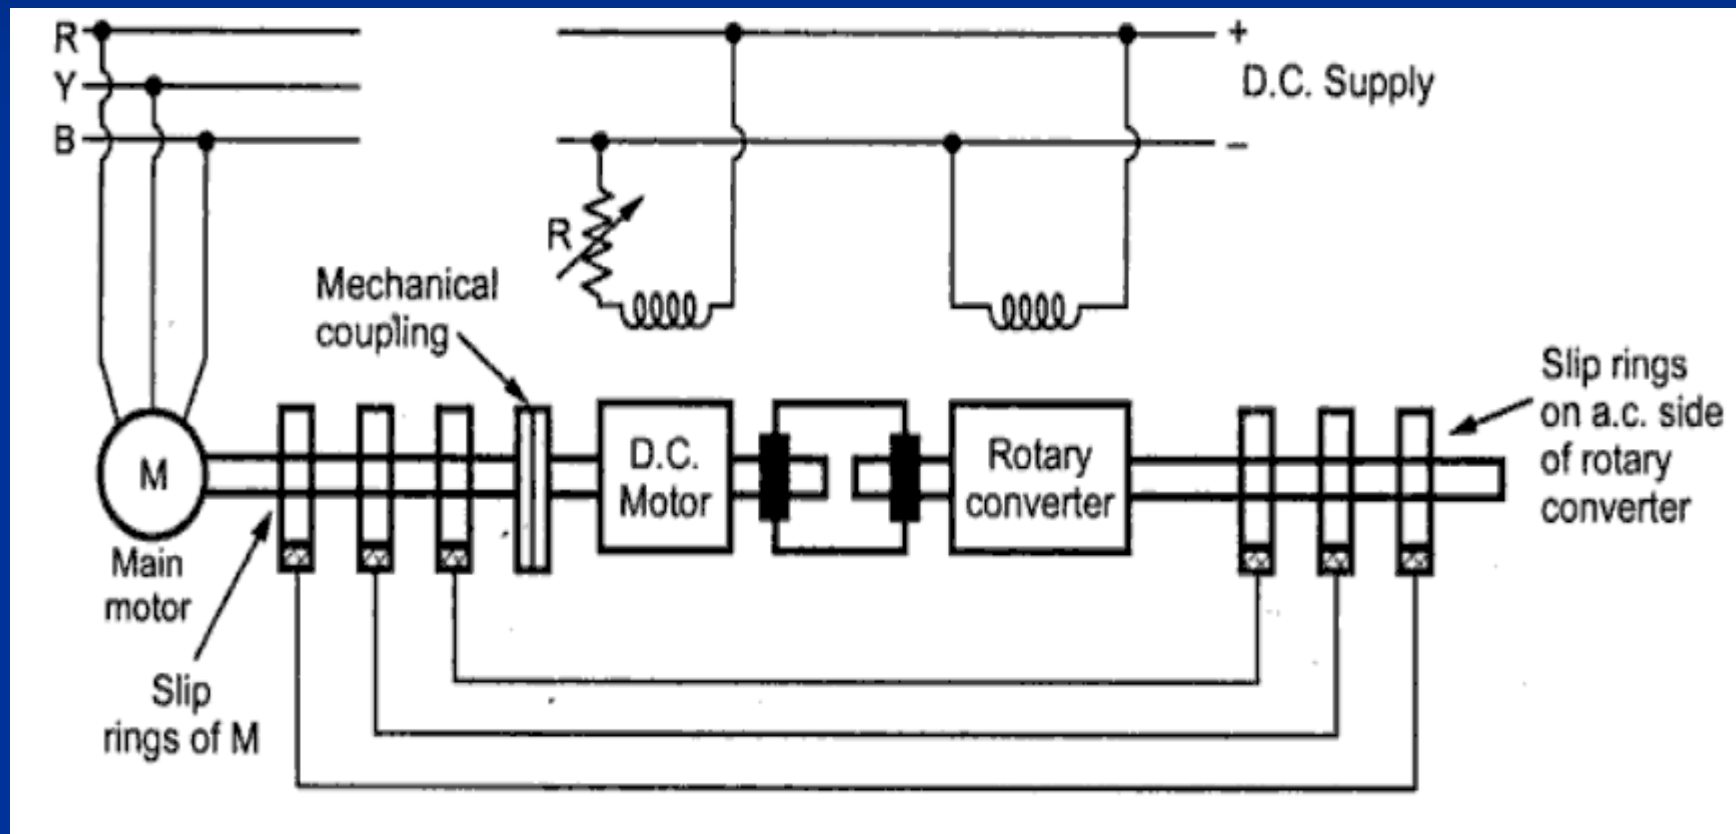 R
+
D.C. Supply
Y
B
–
R
Mechanical
coupling
Slip rings
on a.c. side
of rotary
converter
M
D.C.
Motor
Rotary
converter
Main
motor
Slip
rings of M